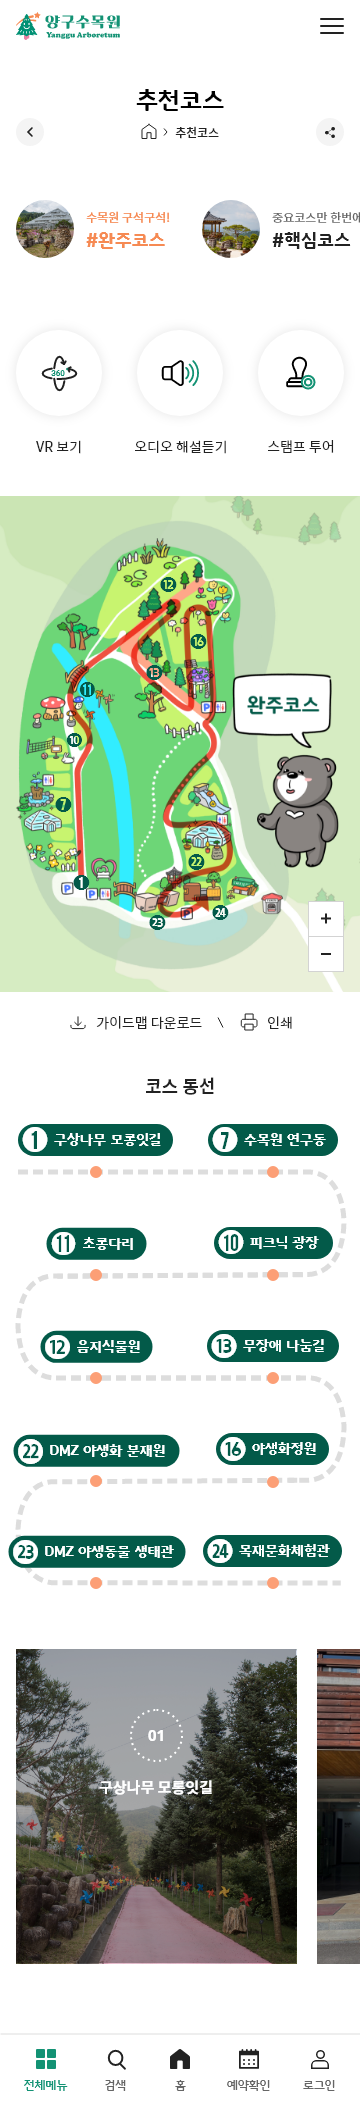 양구수목원
Yanggu Arboretum
추천코스
추천코스
수목원 구석구석!
#완주코스
중요코스만 한번에
#핵심코스
360
VR 보기
오디오 해설듣기
스탬프 투어
12
16
13
11
10
7
1
22
23
24
P
P
P
P
완주코스
+
−
가이드맵 다운로드 \ 인쇄
코스 동선
1 구상나무 모롱잇길
7 수목원 연구동
11 초롱다리
10 피크닉 광장
12 음지식물원
13 무장애 나눔길
22 DMZ 야생화 분재원
16 야생화정원
23 DMZ 야생동물 생태관
24 목재문화체험관
01
구상나무 모롱잇길
전체메뉴
검색
홈
예약확인
로그인